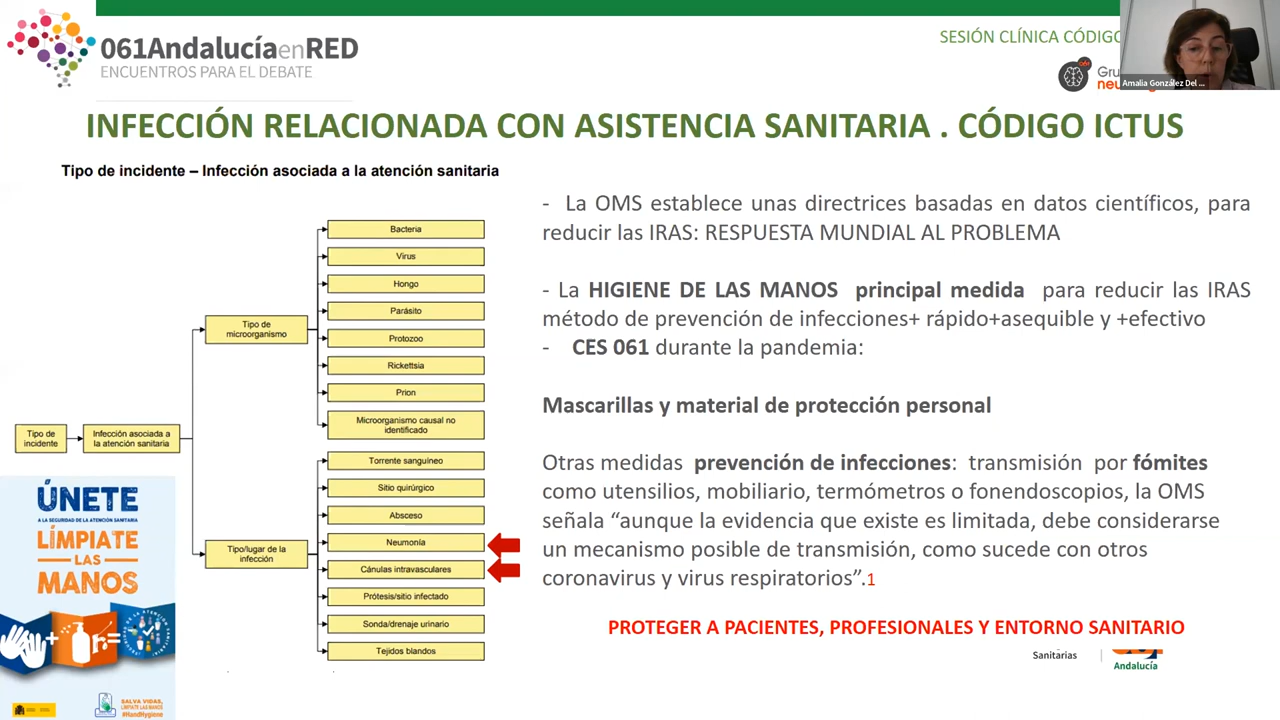 061AndalucíaenRED
ENCUENTROS PARA EL DEBATE
SESIÓN CLÍNICA CÓDIGO
Amalia González Del ...
INFECCIÓN RELACIONADA CON ASISTENCIA SANITARIA . CÓDIGO ICTUS
Tipo de incidente – Infección asociada a la atención sanitaria
Tipo de
incidente
Infección asociada a
la atención sanitaria
Tipo de
microorganismo
Bacteria
Virus
Hongo
Parásito
Protozoo
Rickettsia
Prion
Microorganismo causal no
identificado
Tipo/lugar de la
infección
Torrente sanguíneo
Sitio quirúrgico
Absceso
Neumonía
Cánulas intravasculares
Prótesis/sitio infectado
Sonda/drenaje urinario
Tejidos blandos
- La OMS establece unas directrices basadas en datos científicos, para
reducir las IRAS: RESPUESTA MUNDIAL AL PROBLEMA
- La HIGIENE DE LAS MANOS principal medida para reducir las IRAS
método de prevención de infecciones+ rápido+asequible y +efectivo
- CES 061 durante la pandemia:
Mascarillas y material de protección personal
Otras medidas prevención de infecciones: transmisión por fómites
como utensilios, mobiliario, termómetros o fonendoscopios, la OMS
señala “aunque la evidencia que existe es limitada, debe considerarse
un mecanismo posible de transmisión, como sucede con otros
coronavirus y virus respiratorios”.1
PROTEGER A PACIENTES, PROFESIONALES Y ENTORNO SANITARIO
Sanitarias
Andalucía
ÚNETE
A LA SEGURIDAD DE LA ATENCIÓN SANITARIA
LÍMPIATE
LAS
MANOS
SALVA VIDAS,
LÍMPIATE LAS MANOS
#HandHygiene